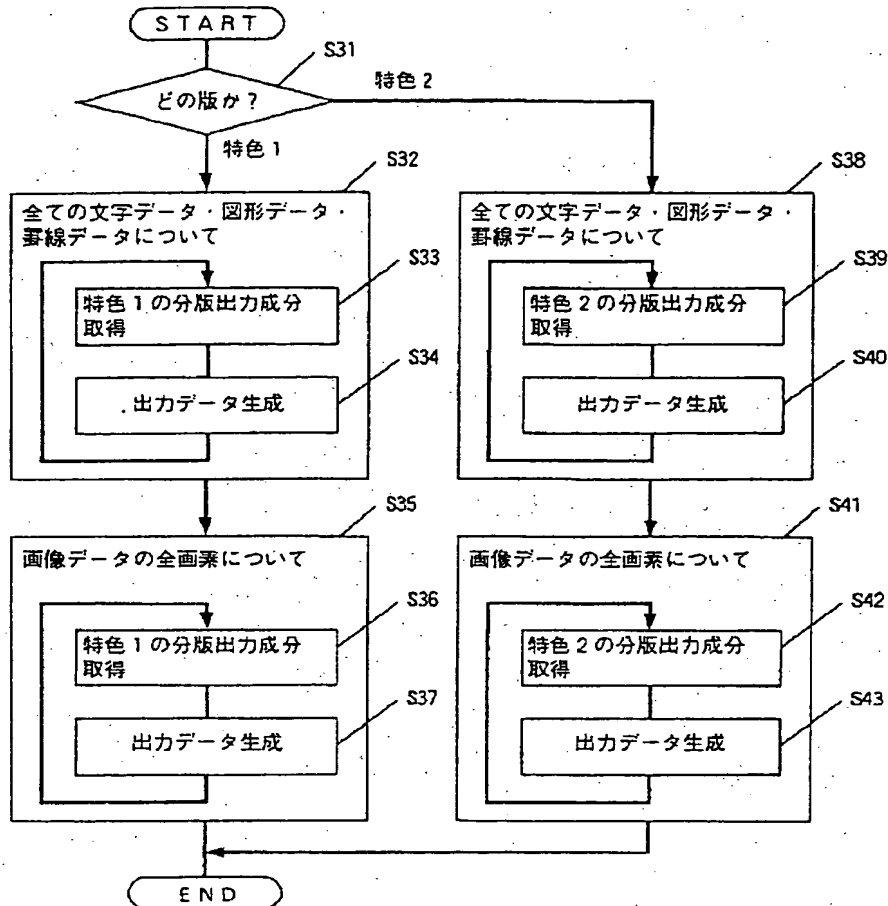 START
S31
どの版か?
特色2
特色1
S32
全ての文字データ・図形データ・
罫線データについて
S33
特色1の分版出力成分
取得
S34
出力データ生成
S35
画像データの全画素について
S36
特色1の分版出力成分
取得
S37
出力データ生成
S38
全ての文字データ・図形データ・
罫線データについて
S39
特色2の分版出力成分
取得
S40
出力データ生成
S41
画像データの全画素について
S42
特色2の分版出力成分
取得
S43
出力データ生成
END